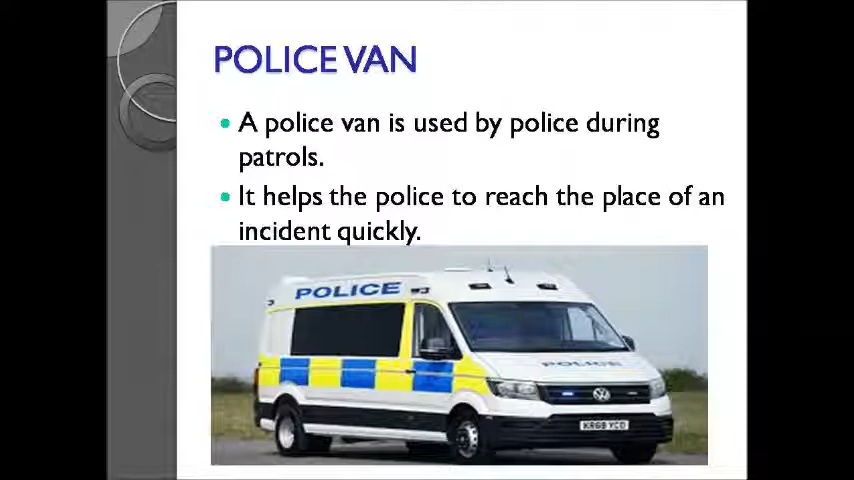 POLICE VAN
A police van is used by police during
patrols.
It helps the police to reach the place of an
incident quickly.
POLICE
POLICE
KR68 YCO